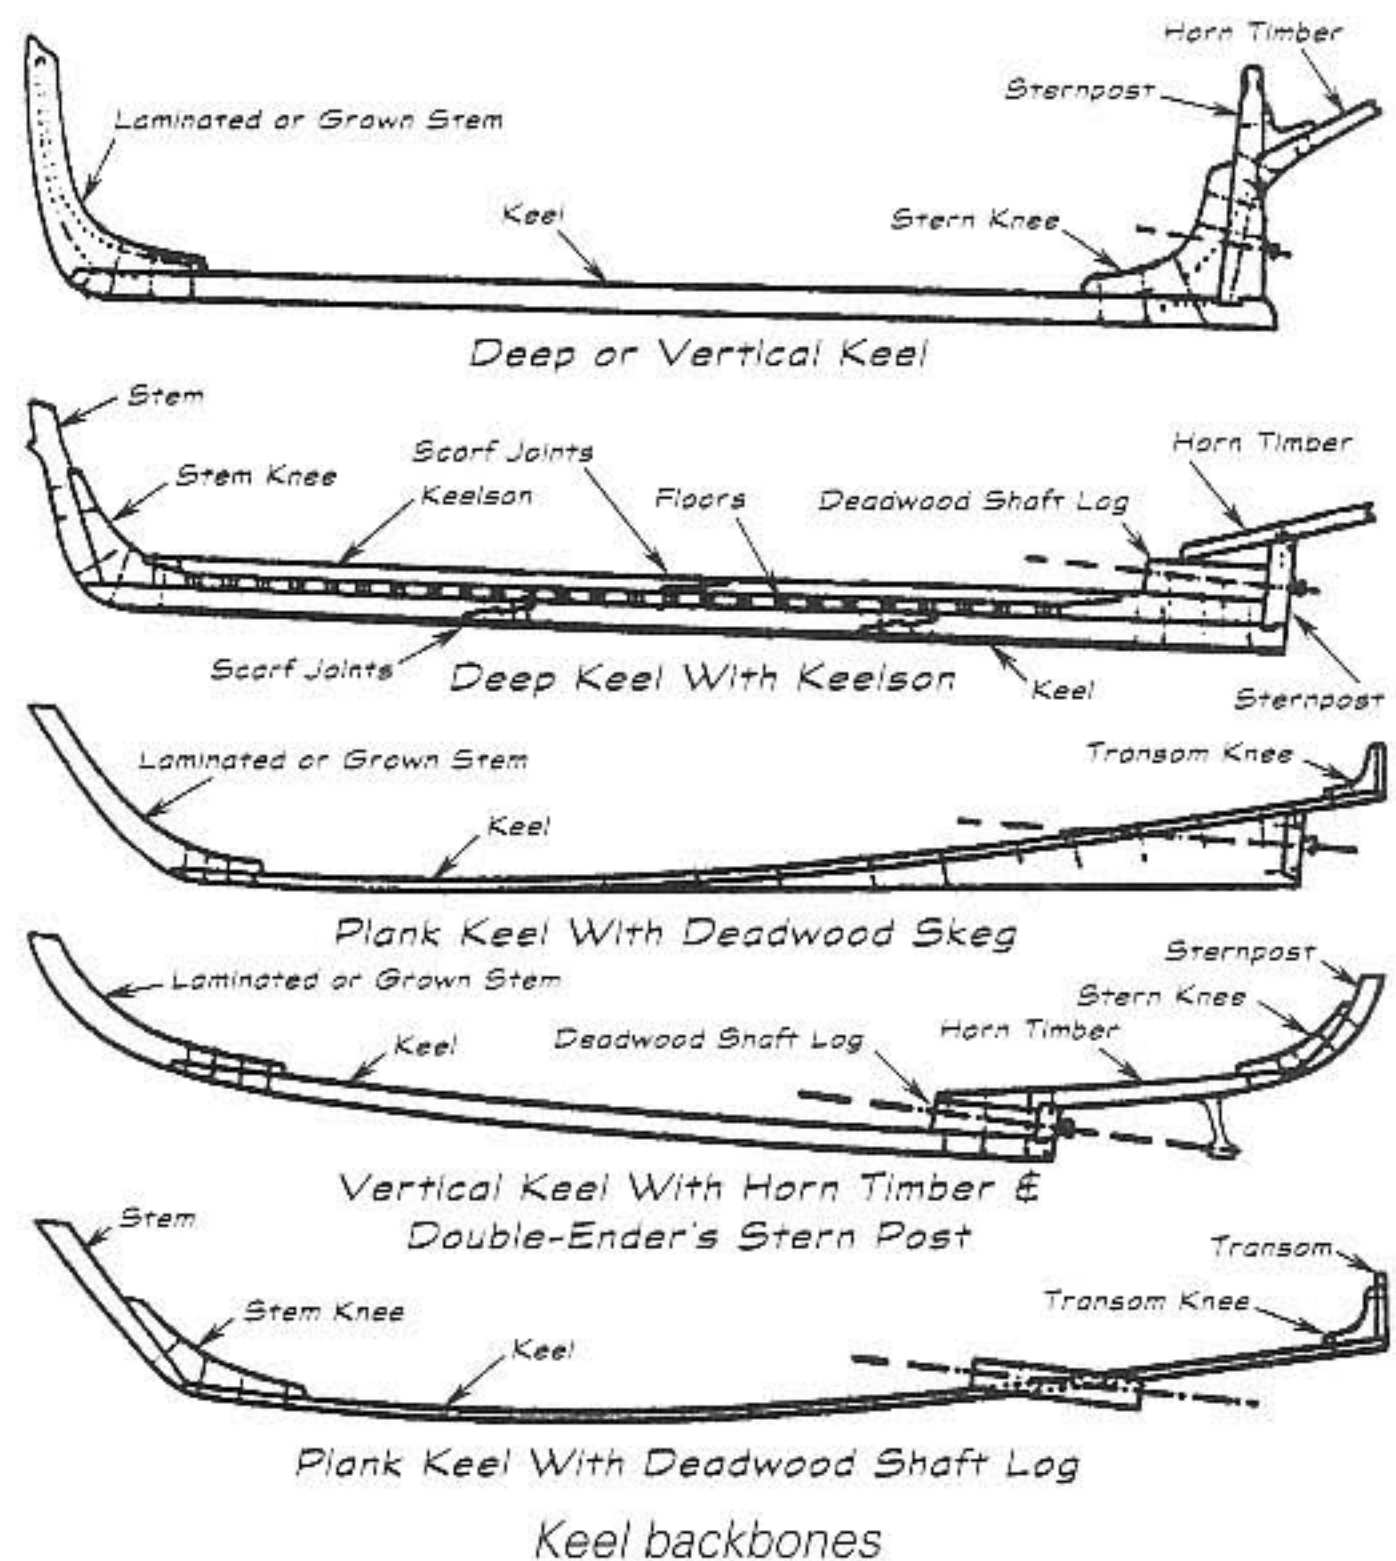 Horn Timber
Sternpost
Laminated or Grown Stem
Keel
Stern Knee
Deep or Vertical Keel
Stem
Scarf Joints
Horn Timber
Stem Knee
Keelson
Floors
Deadwood Shaft Log
Scarf Joints
Deep Keel With Keelson
Keel
Sternpost
Laminated or Grown Stem
Transom Knee
Keel
Plank Keel With Deadwood Skeg
Sternpost
Laminated or Grown Stem
Stern Knee
Keel
Deadwood Shaft Log
Horn Timber
Vertical Keel With Horn Timber &
Double-Ender's Stern Post
Stem
Transom
Stem Knee
Transom Knee
Keel
Plank Keel With Deadwood Shaft Log
Keel backbones